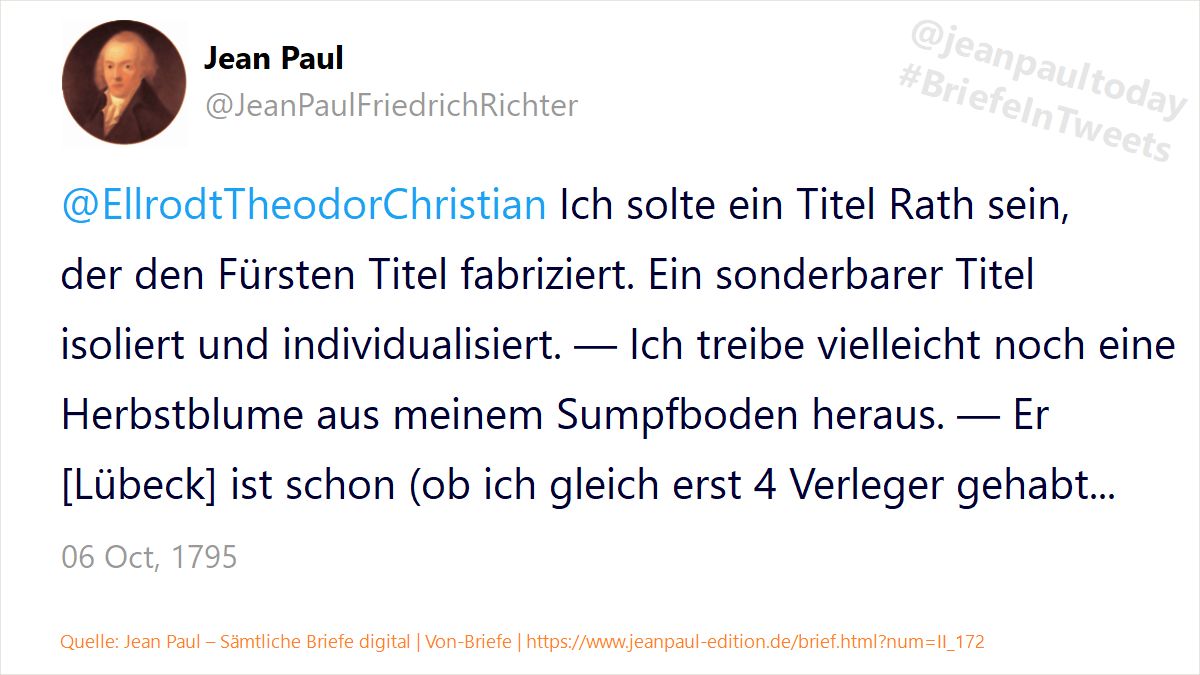 Jean Paul
@JeanPaulFriedrichRichter
@jeanpaultoday
#BriefeInTweets
@EllrodtTheodorChristian Ich solte ein Titel Rath sein,
der den Fürsten Titel fabriziert. Ein sonderbarer Titel
isoliert und individualisiert. — Ich treibe vielleicht noch eine
Herbstblume aus meinem Sumpfboden heraus. — Er
[Lübeck] ist schon (ob ich gleich erst 4 Verleger gehabt...
06 Oct, 1795
Quelle: Jean Paul – Sämtliche Briefe digital | Von-Briefe | https://www.jeanpaul-edition.de/brief.html?num=II_172